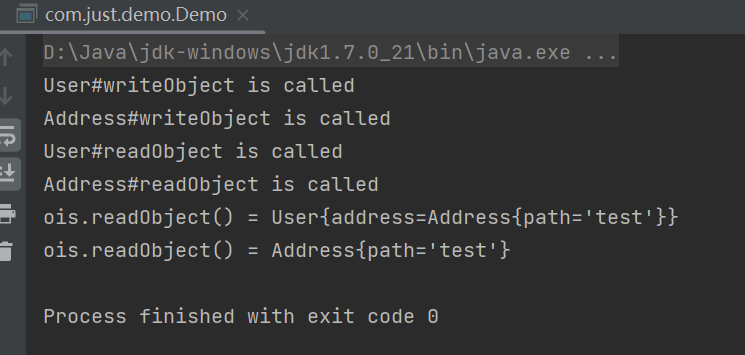 com.just.demo.Demo
D:\Java\jdk-windows\jdk1.7.0_21\bin\java.exe ...
User#writeObject is called
Address#writeObject is called
User#readObject is called
Address#readObject is called
ois.readObject() = User{address=Address{path='test'}}
ois.readObject() = Address{path='test'}
Process finished with exit code 0